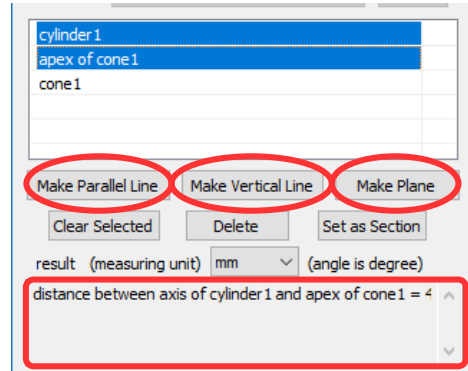 cylinder1
apex of cone1
cone1
Make Parallel Line Make Vertical Line Make Plane
Clear Selected Delete Set as Section
result (measuring unit) mm (angle is degree)
distance between axis of cylinder1 and apex of cone1 =